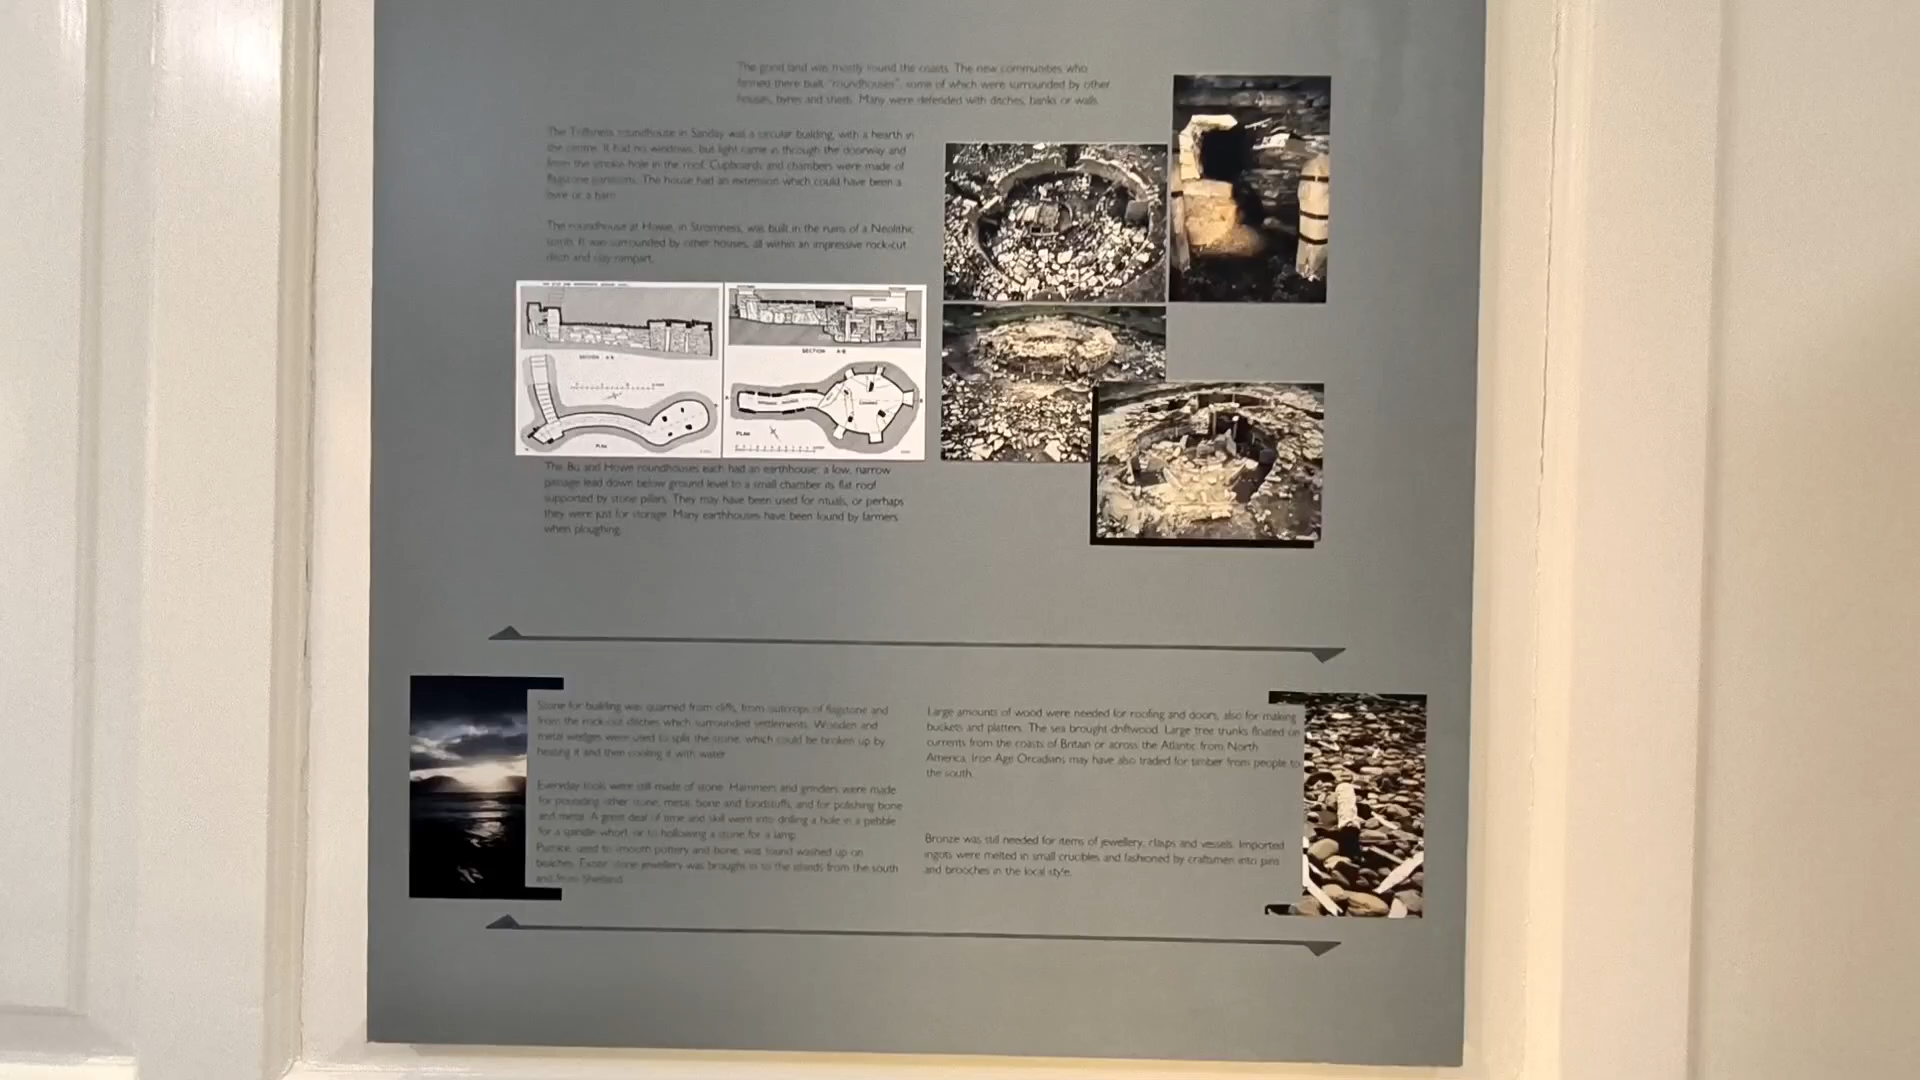 The good land was mostly round the coasts. The new communities who
farmed there built "roundhouses", some of which were surrounded by other
houses, byres and sheds. Many were defended with ditches, banks or walls.
The Tofts Ness roundhouse in Sanday was a circular building, with a hearth in
the centre. It had no windows, but light came in through the doorway and
from the smoke-hole in the roof. Cupboards and chambers were made of
flagstone partitions. The house had an extension which could have been a
byre or a barn.
The roundhouse at Howe, in Stromness, was built in the ruins of a Neolithic
tomb. It was surrounded by other houses, all within an impressive rock-cut
ditch and clay rampart.
SECTION
SECTION A-B
PLAN
PLAN
The Bu and Howe roundhouses each had an earthhouse: a low, narrow
passage lead down below ground level to a small chamber its flat roof
supported by stone pillars. They may have been used for rituals, or perhaps
they were just for storage. Many earthhouses have been found by farmers
when ploughing.
Stone for building was quarried from cliffs, from outcrops of flagstone and
from the rock-cut ditches which surrounded settlements. Wooden and
metal wedges were used to split the stone, which could be broken up by
heating it and then cooling it with water.
Everyday tools were still made of stone. Hammers and grinders were made
for pounding other stone, metal, bone and foodstuffs, and for polishing bone
and metal. A great deal of time and skill went into drilling a hole in a pebble
for a spindle whorl, or to hollowing a stone for a lamp.
Pumice, used to smooth pottery and bone, was found washed up on
beaches. Exotic stone jewellery was brought in to the islands from the south
and from Shetland.
Large amounts of wood were needed for roofing and doors, also for making
buckets and platters. The sea brought driftwood. Large tree trunks floated on
currents from the coasts of Britain or across the Atlantic from North
America. Iron Age Orcadians may have also traded for timber from people to
the south.
Bronze was still needed for items of jewellery, clasps and vessels. Imported
ingots were melted in small crucibles and fashioned by craftsmen into pins
and brooches in the local style.